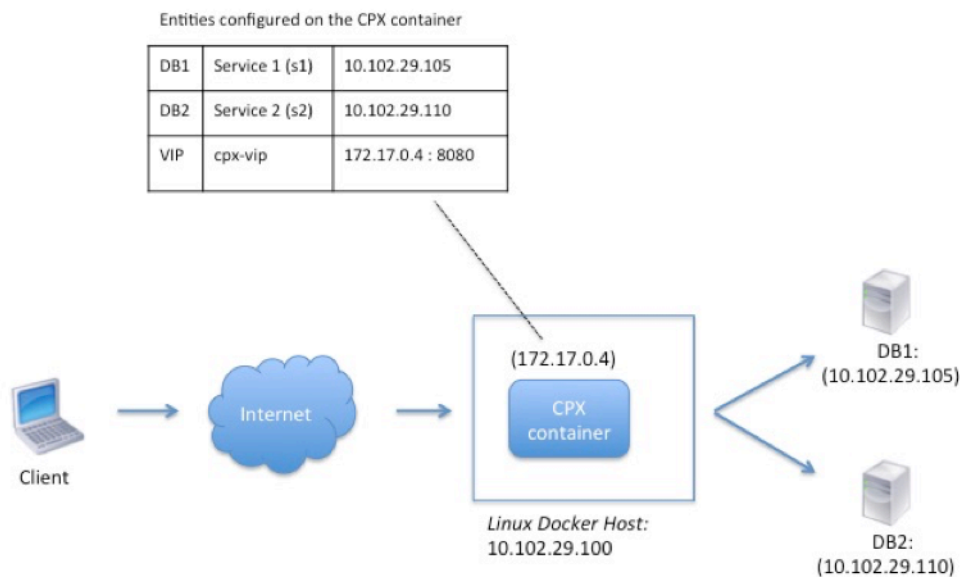 Entities configured on the CPX container
DB1 Service 1 (s1) 10.102.29.105
DB2 Service 2 (s2) 10.102.29.110
VIP cpx-vip 172.17.0.4 : 8080
(172.17.0.4)
CPX
container
Internet
Client
Linux Docker Host:
10.102.29.100
DB1:
(10.102.29.105)
DB2:
(10.102.29.110)